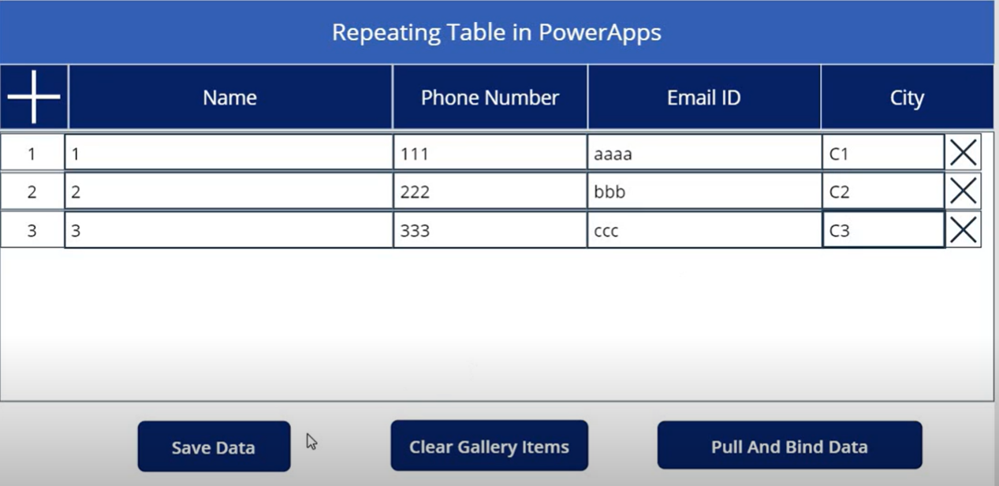 Repeating Table in PowerApps
Name Phone Number Email ID City
1 1 111 aaaa C1
2 2 222 bbb C2
3 3 333 ccc C3
Save Data Clear Gallery Items Pull And Bind Data